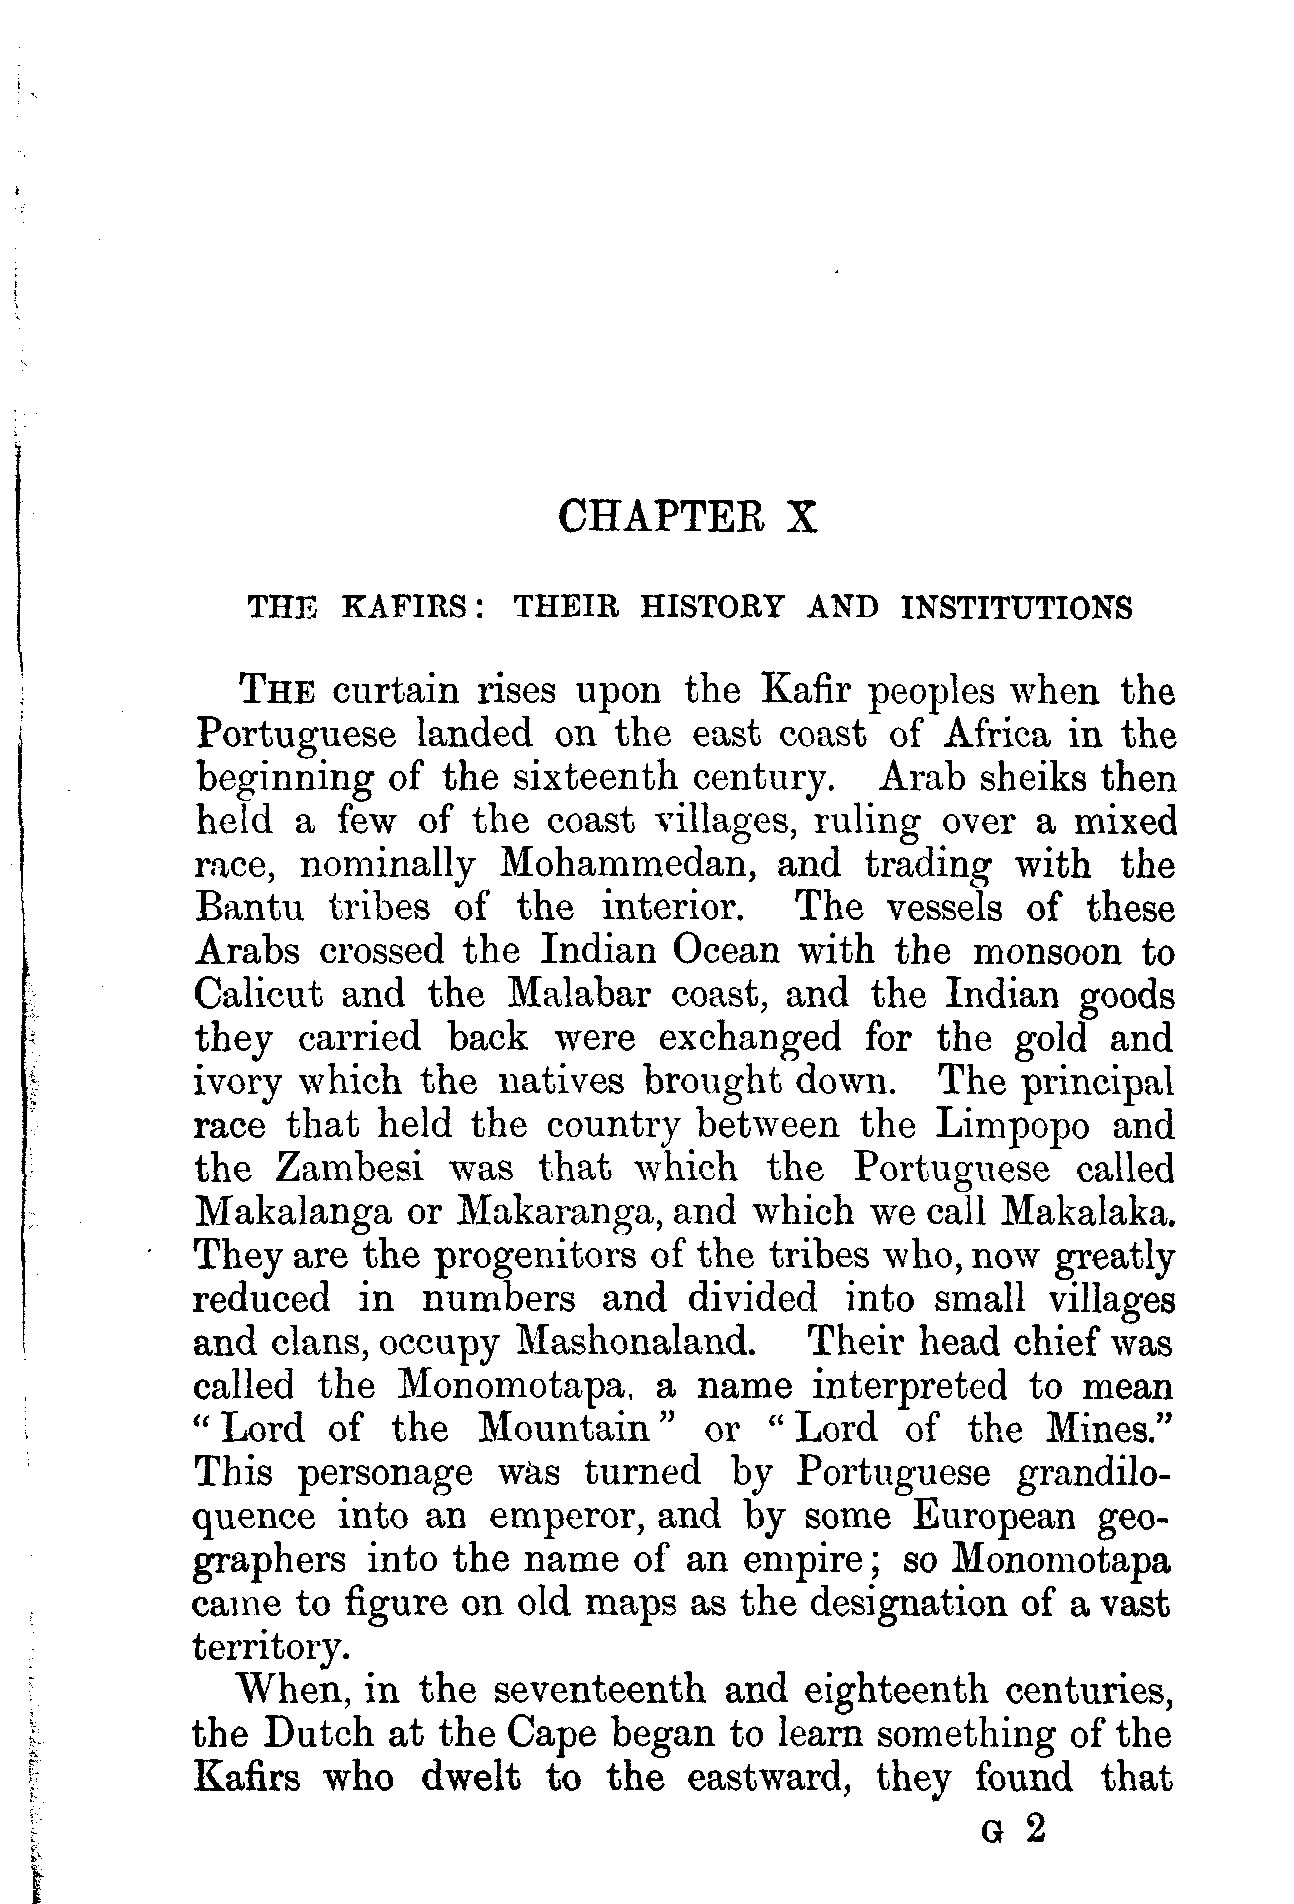 CHAPTER X
THE KAFIRS: THEIR HISTORY AND INSTITUTIONS
THE curtain rises upon the Kafir peoples when the
Portuguese landed on the east coast of Africa in the
beginning of the sixteenth century. Arab sheiks then
held a few of the coast villages, ruling over a mixed
race, nominally Mohammedan, and trading with the
Bantu tribes of the interior. The vessels of these
Arabs crossed the Indian Ocean with the monsoon to
Calicut and the Malabar coast, and the Indian goods
they carried back were exchanged for the gold and
ivory which the natives brought down. The principal
race that held the country between the Limpopo and
the Zambesi was that which the Portuguese called
Makalanga or Makaranga, and which we call Makalaka.
They are the progenitors of the tribes who, now greatly
reduced in numbers and divided into small villages
and clans, occupy Mashonaland. Their head chief was
called the Monomotapa, a name interpreted to mean
“Lord of the Mountain” or “Lord of the Mines.”
This personage was turned by Portuguese grandilo-
quence into an emperor, and by some European geo-
graphers into the name of an empire; so Monomotapa
came to figure on old maps as the designation of a vast
territory.
When, in the seventeenth and eighteenth centuries,
the Dutch at the Cape began to learn something of the
Kafirs who dwelt to the eastward, they found that
G 2